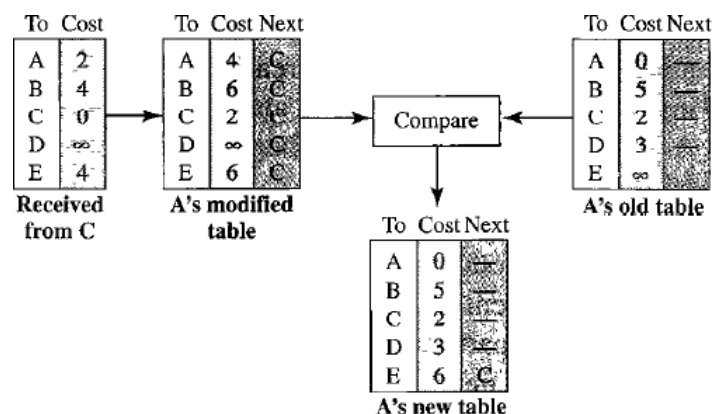 To Cost
A 2
B 4
C 0
D ∞
E 4
Received
from C
To Cost Next
A 4 C
B 6 C
C 2 C
D ∞ C
E 6 C
A's modified
table
Compare
To Cost Next
A 0 —
B 5 —
C 2 —
D 3 —
E ∞
A's old table
To Cost Next
A 0 —
B 5 —
C 2 —
D 3 —
E 6 C
A's new table